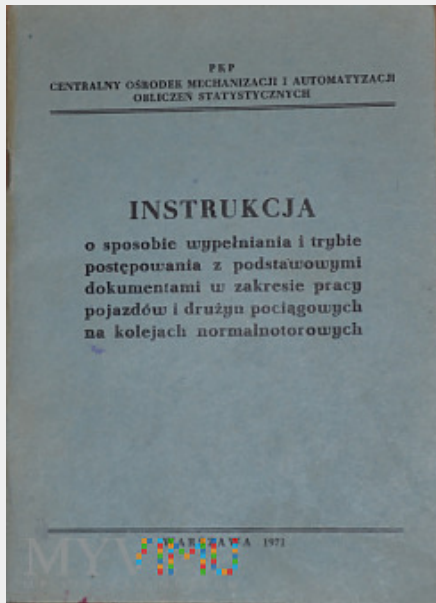 PKP
CENTRALNY OŚRODEK MECHANIZACJI I AUTOMATYZACJI
OBLICZEŃ STATYSTYCZNYCH
INSTRUKCJA
o sposobie wypełniania i trybie
postępowania z podstawowymi
dokumentami w zakresie pracy
pojazdów i drużyn pociągowych
na kolejach normalnotorowych
WARSZAWA 1971